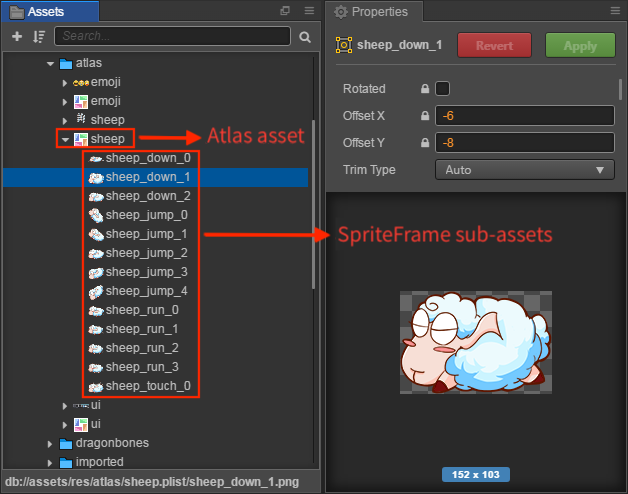 Assets
Search...
atlas
emoji
emoji
sheep
sheep
Atlas asset
sheep_down_0
sheep_down_1
sheep_down_2
sheep_jump_0
sheep_jump_1
sheep_jump_2
sheep_jump_3
sheep_jump_4
sheep_run_0
sheep_run_1
sheep_run_2
sheep_run_3
sheep_touch_0
ui
ui
dragonbones
imported
db://assets/res/atlas/sheep.plist/sheep_down_1.png
Properties
sheep_down_1
Revert
Apply
Rotated
Offset X
-6
Offset Y
-8
Trim Type
Auto
SpriteFrame sub-assets
152 x 103